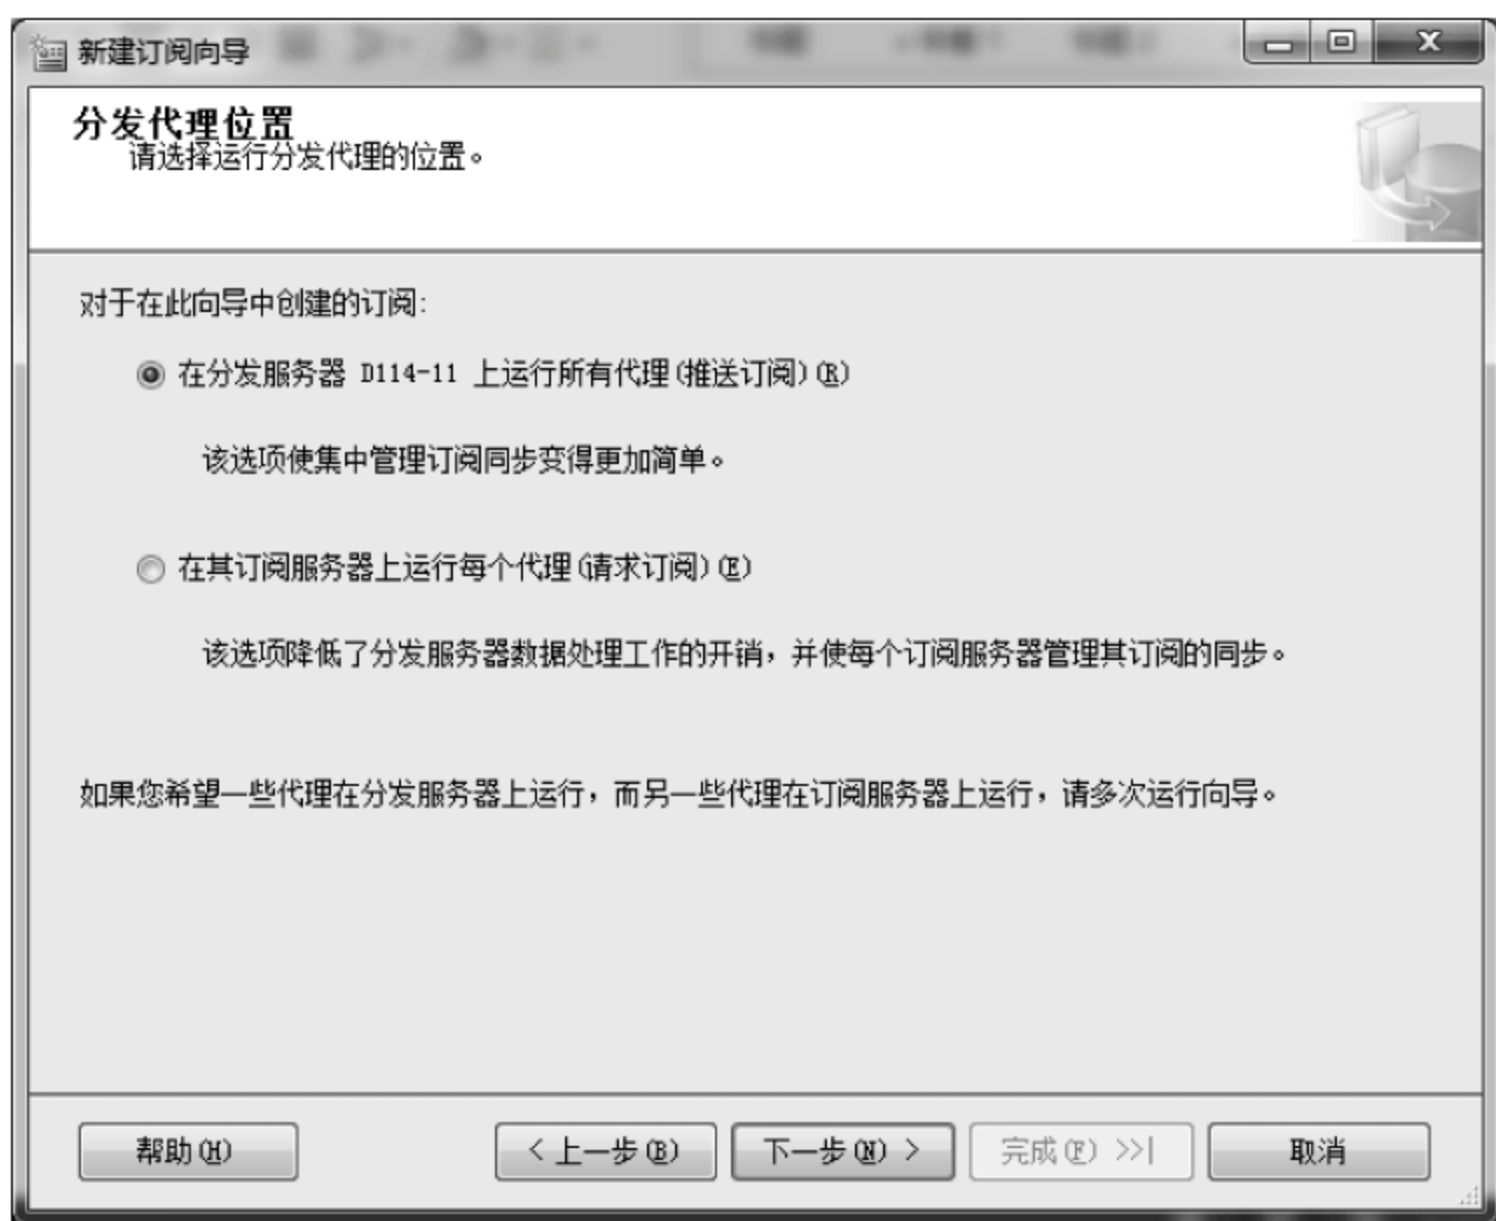 新建订阅向导
分发代理位置
请选择运行分发代理的位置。
对于在此向导中创建的订阅:
在分发服务器 D114-11 上运行所有代理(推送订阅)(R)
该选项使集中管理订阅同步变得更加简单。
在其订阅服务器上运行每个代理(请求订阅)(E)
该选项降低了分发服务器数据处理工作的开销，并使每个订阅服务器管理其订阅的同步。
如果您希望一些代理在分发服务器上运行，而另一些代理在订阅服务器上运行，请多次运行向导。
帮助(H) < 上一步(B) 下一步(N) > 完成(F) >>| 取消